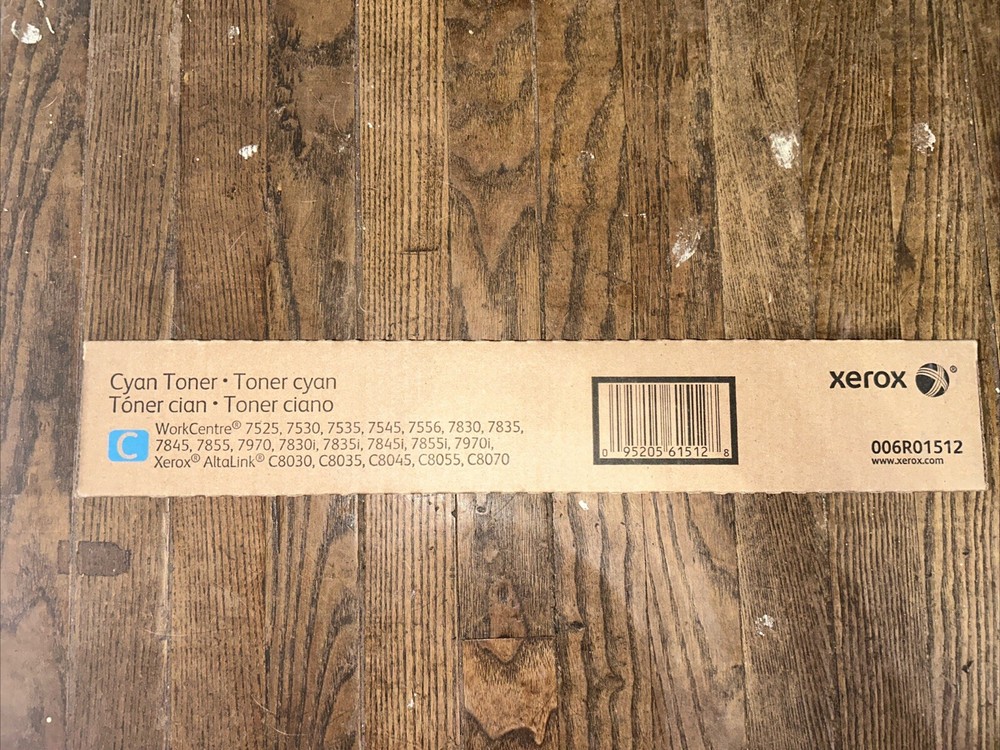 Cyan Toner • Toner cyan
Tóner cian • Toner ciano
C
WorkCentre® 7525, 7530, 7535, 7545, 7556, 7830, 7835,
7845, 7855, 7970, 7830i, 7835i, 7845i, 7855i, 7970i,
Xerox® AltaLink® C8030, C8035, C8045, C8055, C8070
0 95205 61512 8
xerox®
006R01512
www.xerox.com